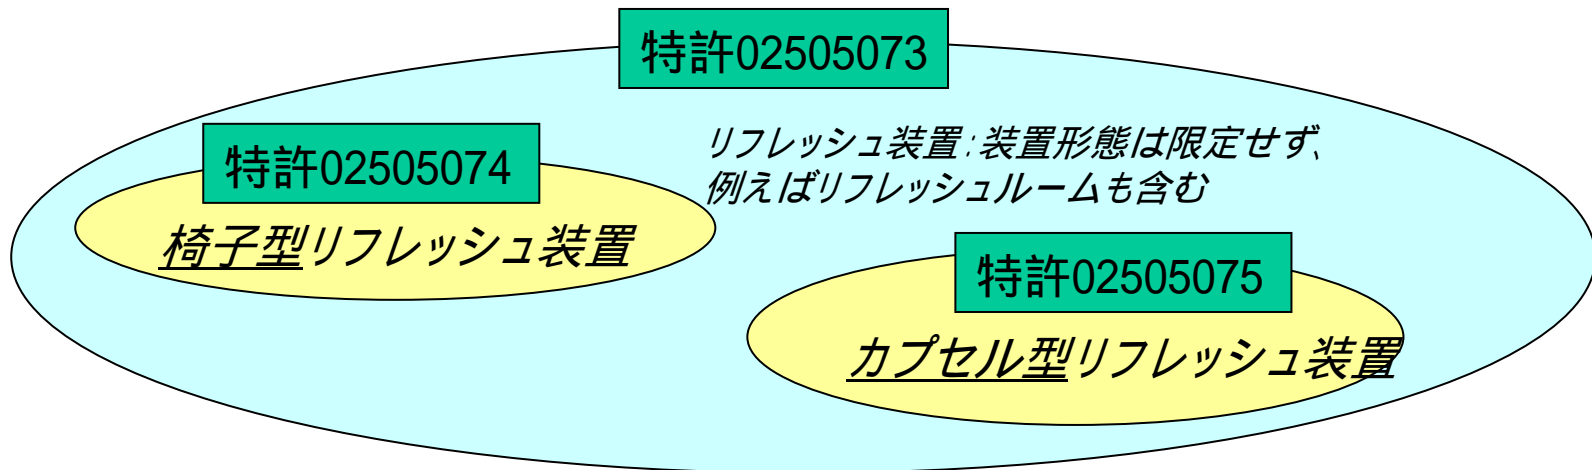 特許02505073
リフレッシュ装置:装置形態は限定せず、
例えばリフレッシュルームも含む
特許02505074
椅子型リフレッシュ装置
特許02505075
カプセル型リフレッシュ装置